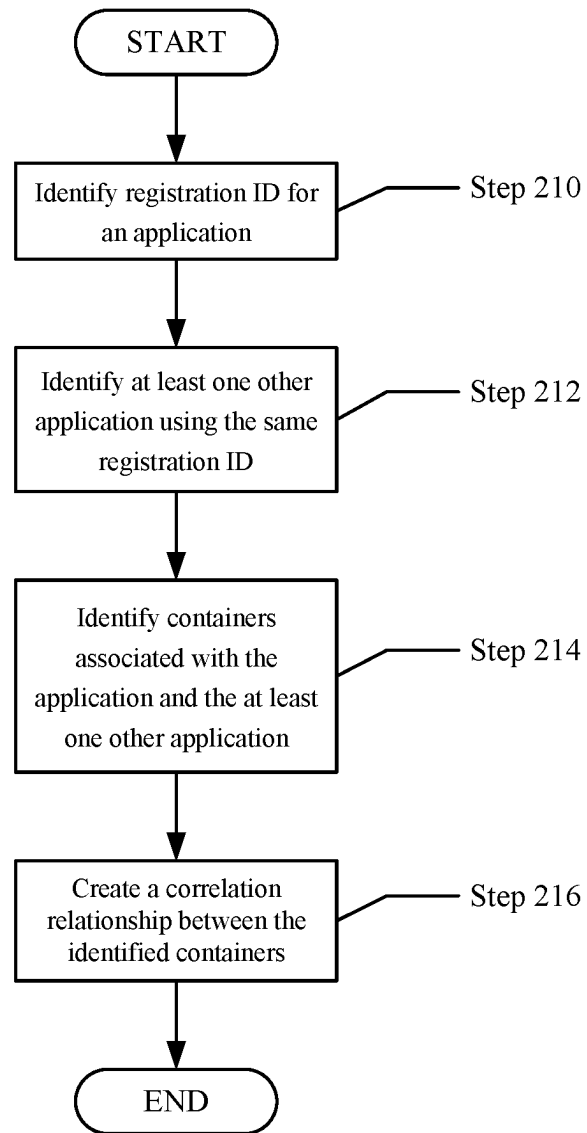 START
Identify registration ID for
an application
Step 210
Identify at least one other
application using the same
registration ID
Step 212
Identify containers
associated with the
application and the at least
one other application
Step 214
Create a correlation
relationship between the
identified containers
Step 216
END